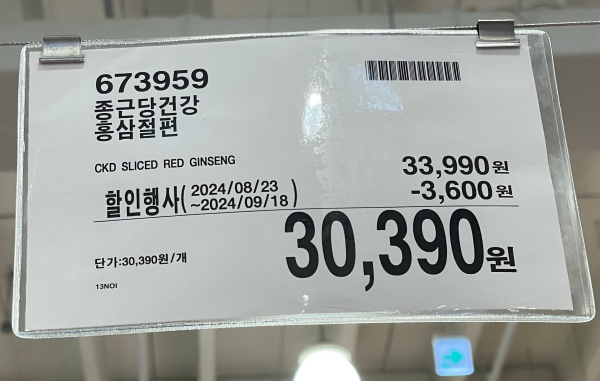 673959
종근당건강
홍삼절편
CKD SLICED RED GINSENG
33,990원
할인행사( 2024/08/23 ~2024/09/18 )
-3,600원
30,390원
단가:30,390원/개
13NOI